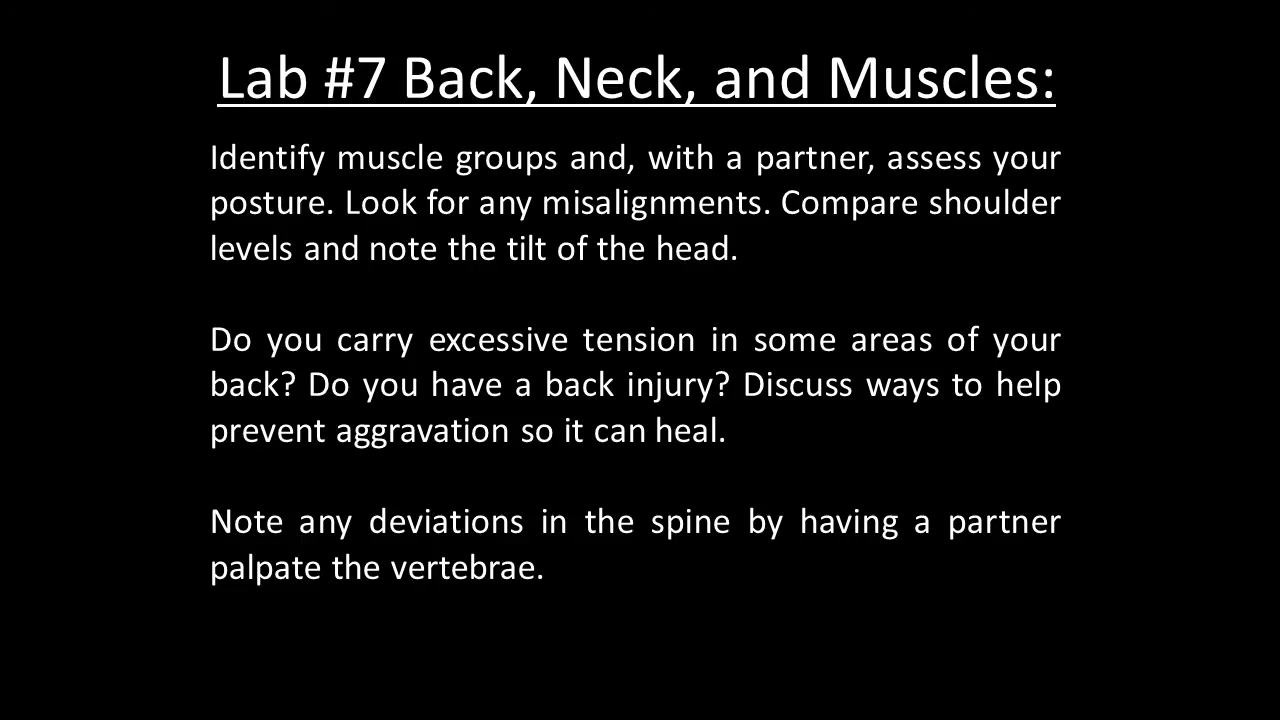 Lab #7 Back, Neck, and Muscles:
Identify muscle groups and, with a partner, assess your
posture. Look for any misalignments. Compare shoulder
levels and note the tilt of the head.
Do you carry excessive tension in some areas of your
back? Do you have a back injury? Discuss ways to help
prevent aggravation so it can heal.
Note any deviations in the spine by having a partner
palpate the vertebrae.